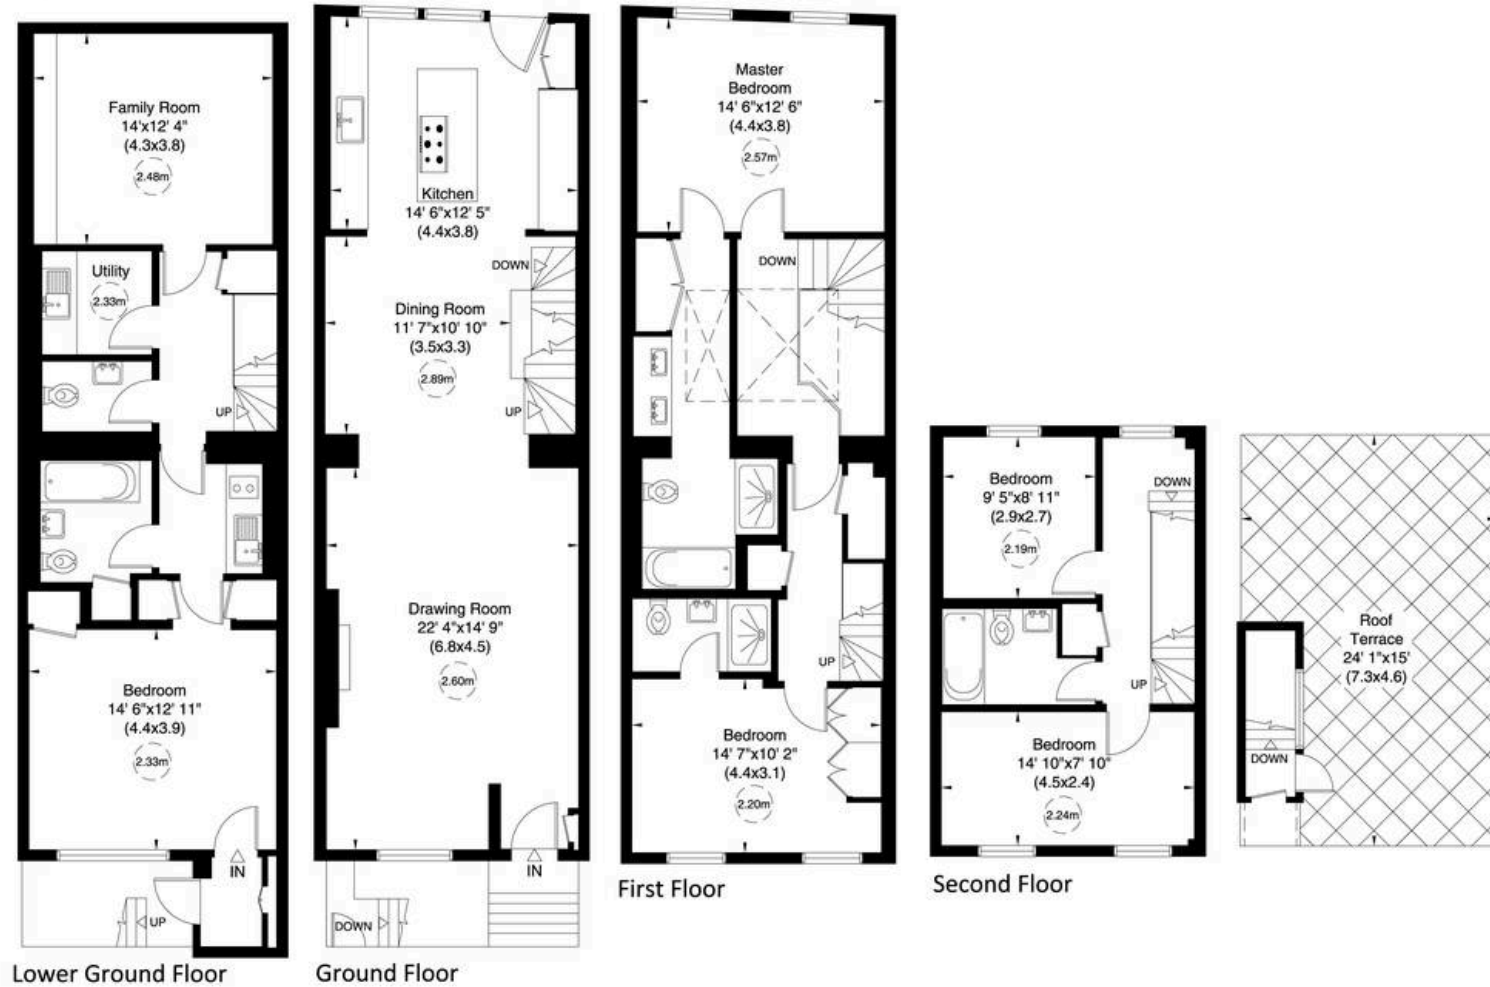 Family Room
14'x12' 4"
(4.3x3.8)
2.48m
Utility
2.33m
UP
Bedroom
14' 6"x12' 11"
(4.4x3.9)
2.33m
IN
UP
Lower Ground Floor
Kitchen
14' 6"x12' 5"
(4.4x3.8)
DOWN
Dining Room
11' 7"x10' 10"
(3.5x3.3)
2.89m
UP
Drawing Room
22' 4"x14' 9"
(6.8x4.5)
2.60m
IN
DOWN
Ground Floor
Master
Bedroom
14' 6"x12' 6"
(4.4x3.8)
2.57m
DOWN
UP
Bedroom
14' 7"x10' 2"
(4.4x3.1)
2.20m
First Floor
Bedroom
9' 5"x8' 11"
(2.9x2.7)
2.19m
DOWN
UP
Bedroom
14' 10"x7' 10"
(4.5x2.4)
2.24m
Second Floor
Roof
Terrace
24' 1"x15'
(7.3x4.6)
DOWN